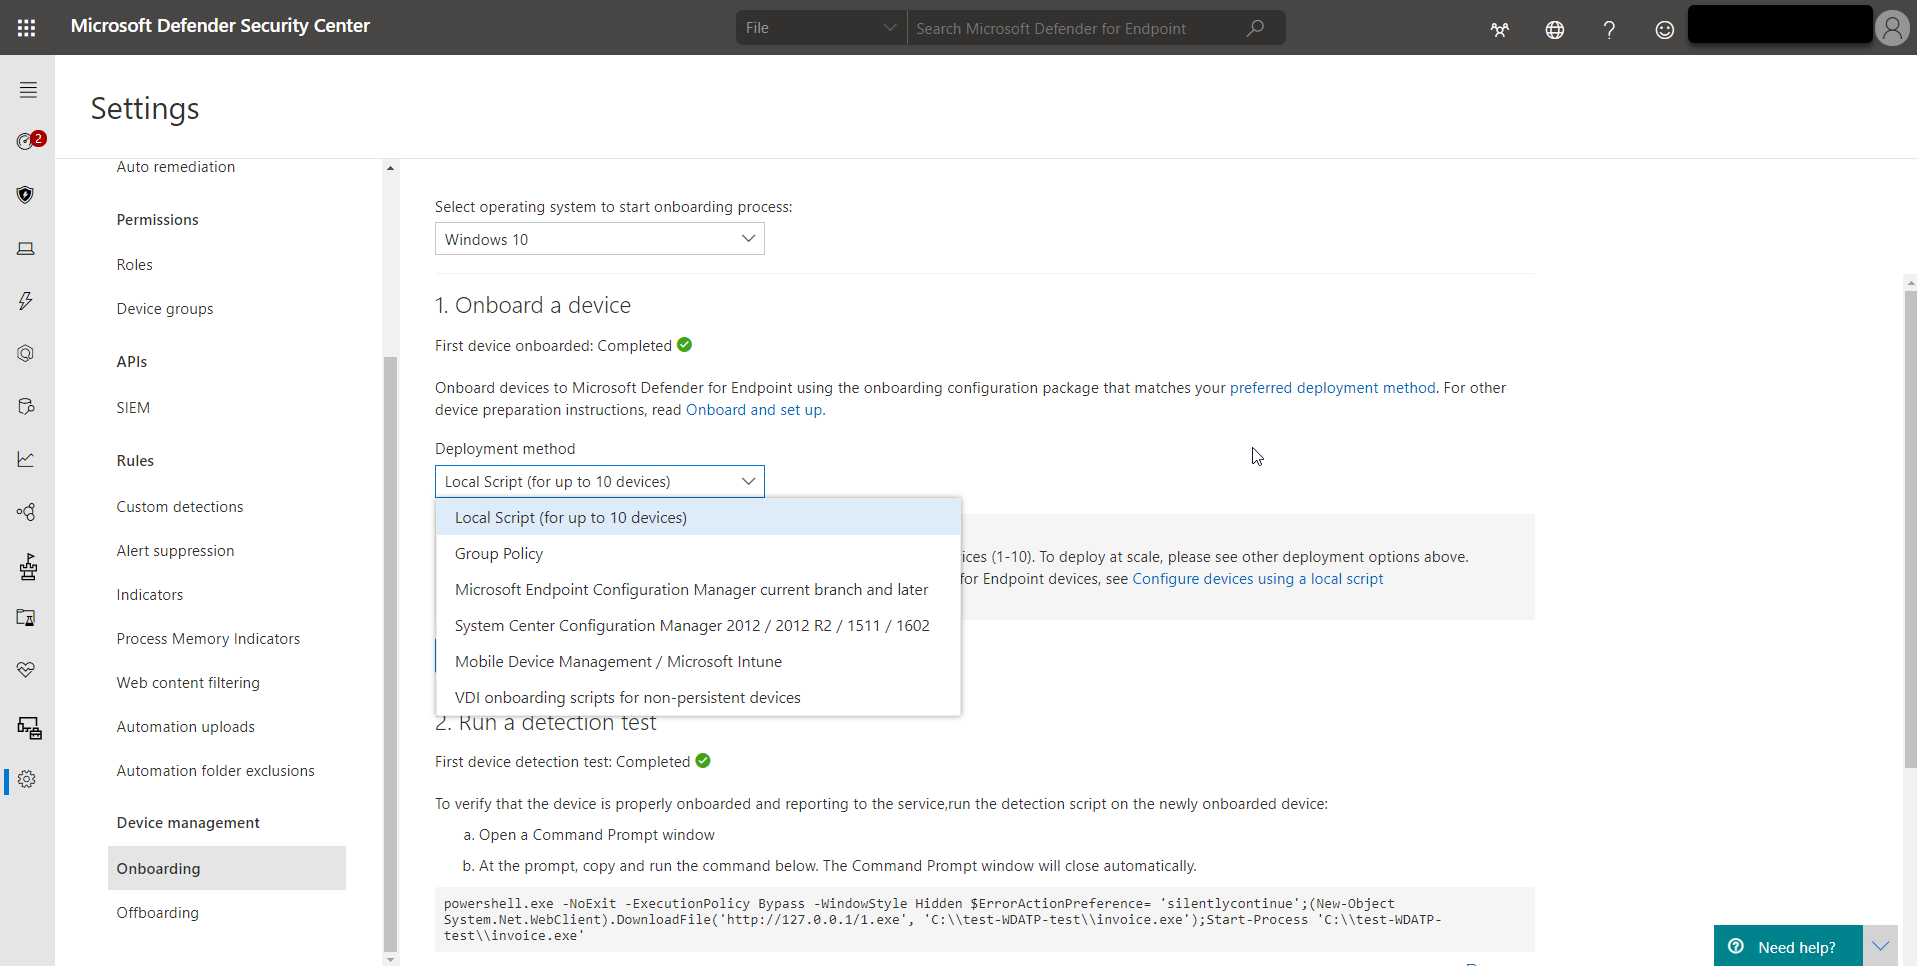 Microsoft Defender Security Center
File
Search Microsoft Defender for Endpoint
?
2
Settings
Auto remediation
Permissions
Roles
Device groups
APIs
SIEM
Rules
Custom detections
Alert suppression
Indicators
Process Memory Indicators
Web content filtering
Automation uploads
Automation folder exclusions
Device management
Onboarding
Offboarding
Select operating system to start onboarding process:
Windows 10
1. Onboard a device
First device onboarded: Completed
Onboard devices to Microsoft Defender for Endpoint using the onboarding configuration package that matches your preferred deployment method. For other
device preparation instructions, read Onboard and set up.
Deployment method
Local Script (for up to 10 devices)
Local Script (for up to 10 devices)
Group Policy
Microsoft Endpoint Configuration Manager current branch and later
System Center Configuration Manager 2012 / 2012 R2 / 1511 / 1602
Mobile Device Management / Microsoft Intune
VDI onboarding scripts for non-persistent devices
ices (1-10). To deploy at scale, please see other deployment options above.
for Endpoint devices, see Configure devices using a local script
2. Run a detection test
First device detection test: Completed
To verify that the device is properly onboarded and reporting to the service,run the detection script on the newly onboarded device:
a. Open a Command Prompt window
b. At the prompt, copy and run the command below. The Command Prompt window will close automatically.
powershell.exe -NoExit -ExecutionPolicy Bypass -WindowStyle Hidden $ErrorActionPreference= 'silentlycontinue';(New-Object
System.Net.WebClient).DownloadFile('http://127.0.0.1/1.exe', 'C:\\test-WDATP-test\\invoice.exe');Start-Process 'C:\\test-WDATP-
test\\invoice.exe'
Need help?